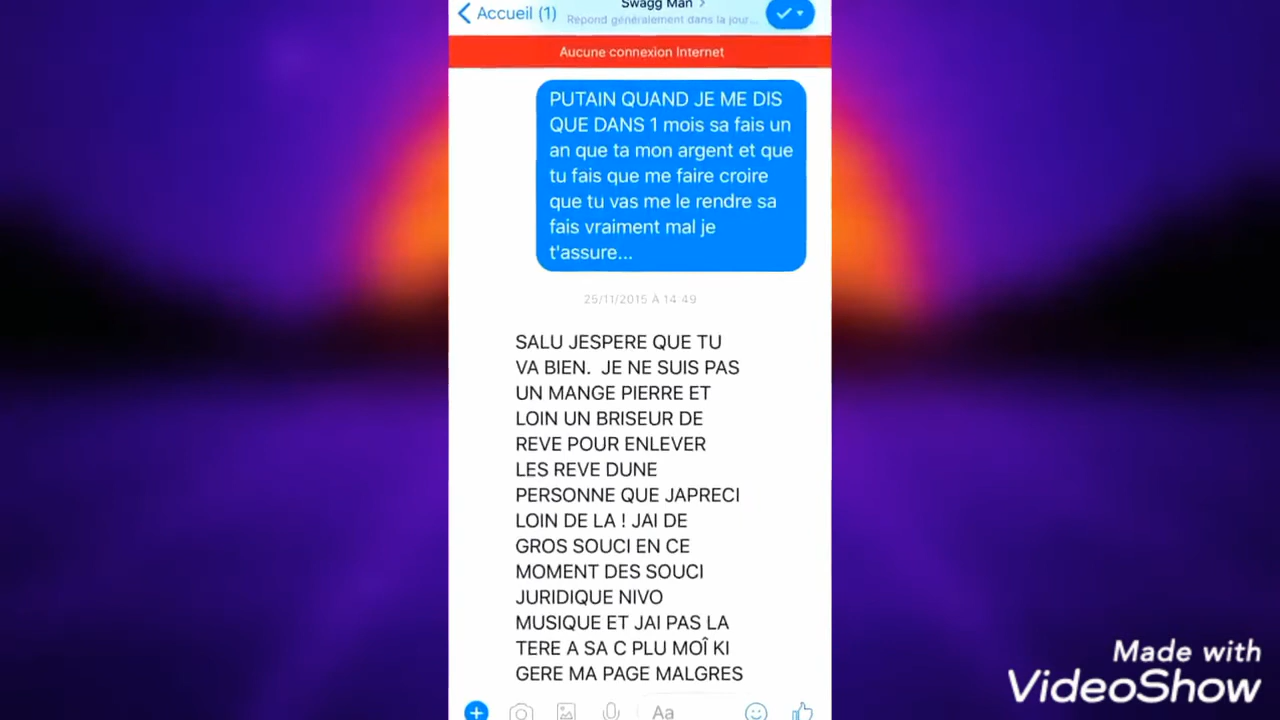 Accueil (1)
Swagg Man
Répond généralement dans la jour...
Aucune connexion Internet
PUTAIN QUAND JE ME DIS
QUE DANS 1 mois sa fais un
an que ta mon argent et que
tu fais que me faire croire
que tu vas me le rendre sa
fais vraiment mal je
t'assure...
25/11/2015 À 14:49
SALU JESPERE QUE TU
VA BIEN. JE NE SUIS PAS
UN MANGE PIERRE ET
LOIN UN BRISEUR DE
REVE POUR ENLEVER
LES REVE DUNE
PERSONNE QUE JAPRECI
LOIN DE LA ! JAI DE
GROS SOUCI EN CE
MOMENT DES SOUCI
JURIDIQUE NIVO
MUSIQUE ET JAI PAS LA
TERE A SA C PLU MOÎ KI
GERE MA PAGE MALGRES
Aa
Made with
VideoShow